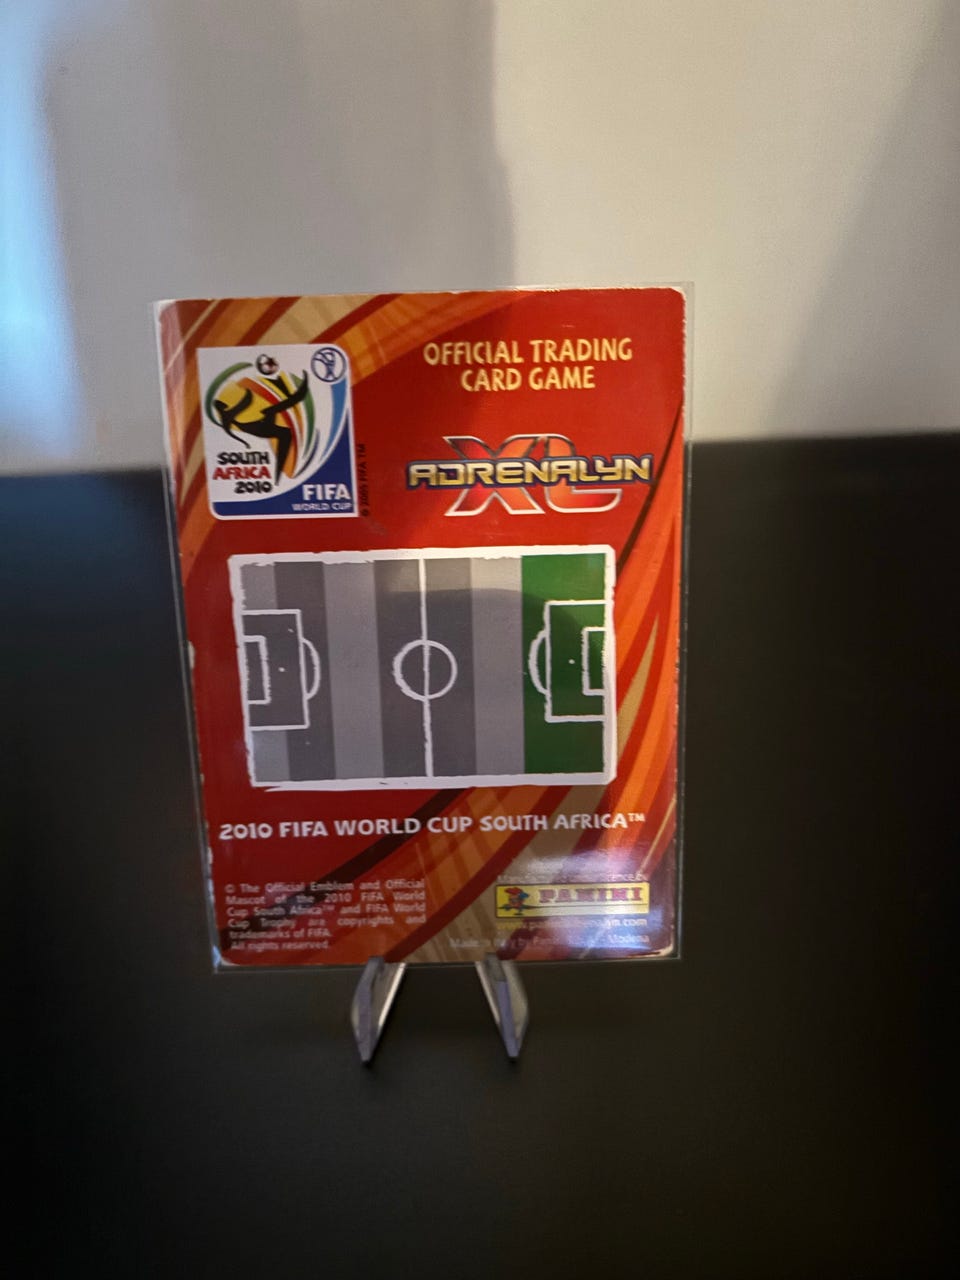 OFFICIAL TRADING
CARD GAME
SOUTH
AFRICA
2010
FIFA
WORLD CUP
ADRENALYN
XL
2010 FIFA WORLD CUP SOUTH AFRICA™
© The Official Emblem and Official
Mascot of the 2010 FIFA World
Cup South Africa™ and FIFA World
Cup Trophy are copyrights and
trademarks of FIFA.
All rights reserved.
PANINI
Modena